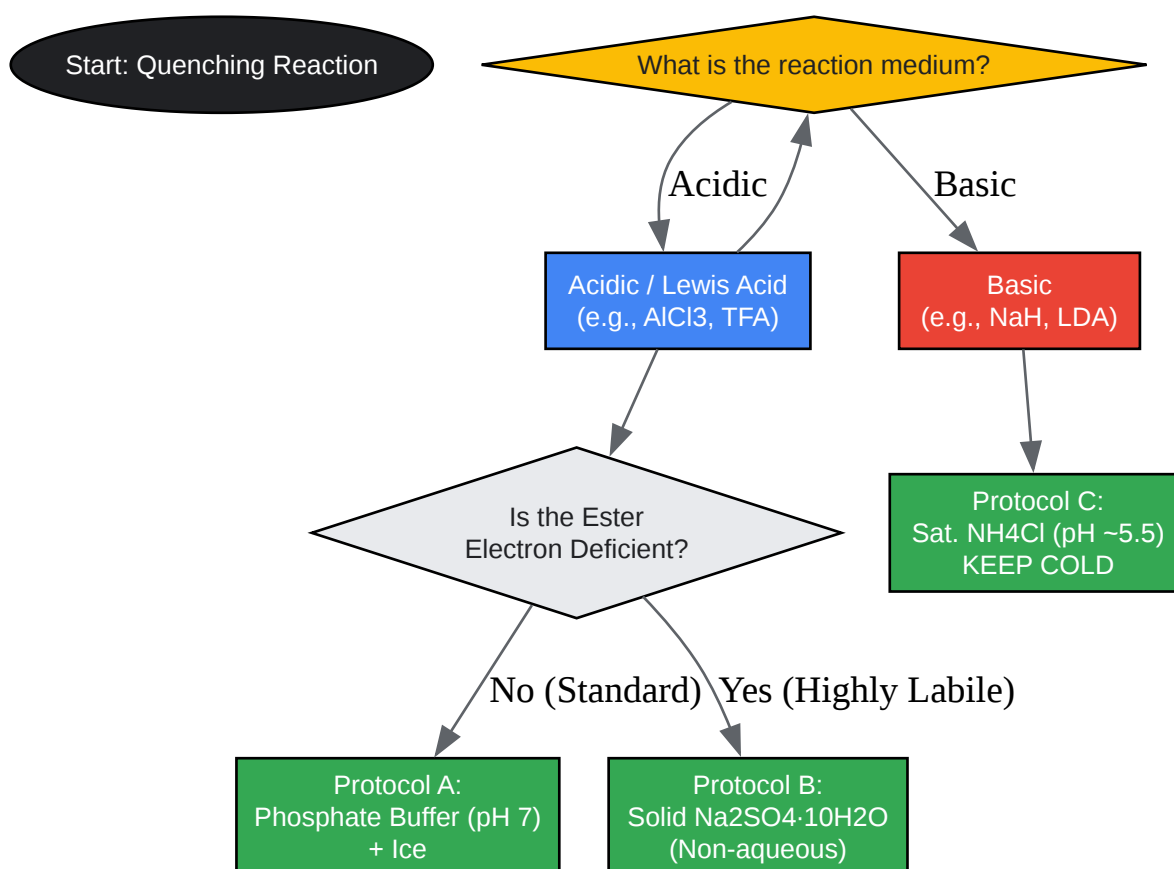 Start: Quenching Reaction
What is the reaction medium?
Acidic
Basic
Acidic / Lewis Acid
(e.g., AlCl3, TFA)
Basic
(e.g., NaH, LDA)
Is the Ester
Electron Deficient?
Protocol C:
Sat. NH4Cl (pH ~5.5)
KEEP COLD
No (Standard)
Yes (Highly Labile)
Protocol A:
Phosphate Buffer (pH 7)
+ Ice
Protocol B:
Solid Na2SO4·10H2O
(Non-aqueous)